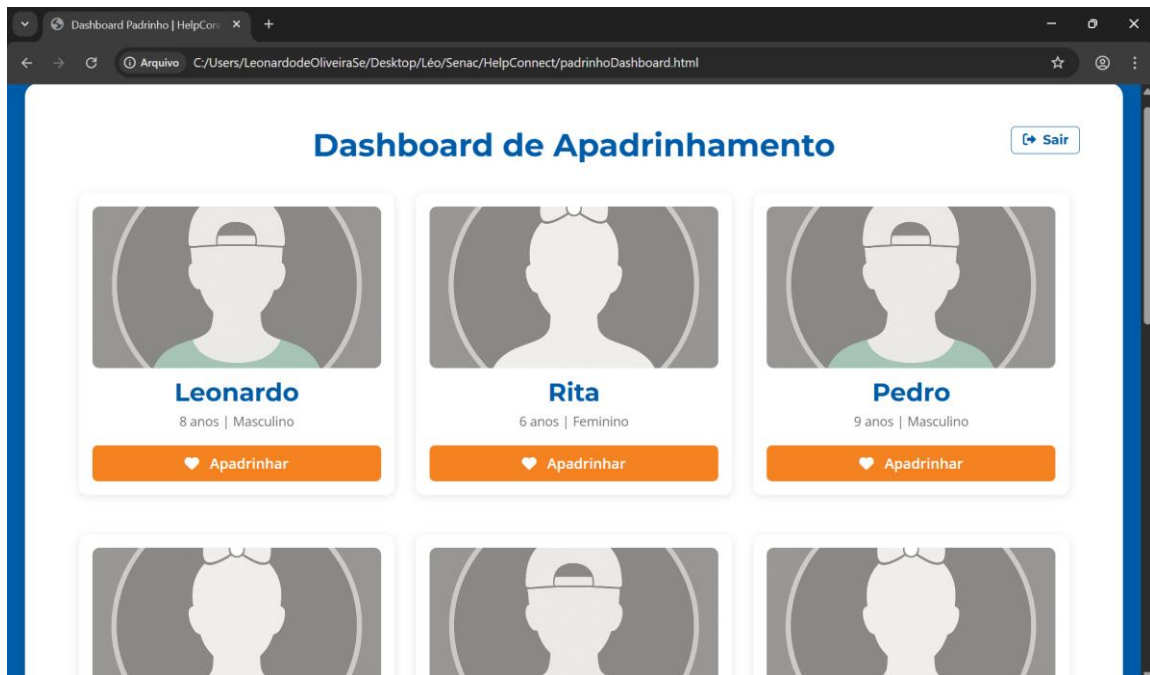 Dashboard Padrinho | HelpCon
Arquivo C:/Users/LeonardodeOliveiraSe/Desktop/Léo/Senac/HelpConnect/padrinhoDashboard.html
Dashboard de Apadrinhamento
Sair
Leonardo Rita Pedro
8 anos | Masculino 6 anos | Feminino 9 anos | Masculino
Apadrinhar Apadrinhar Apadrinhar